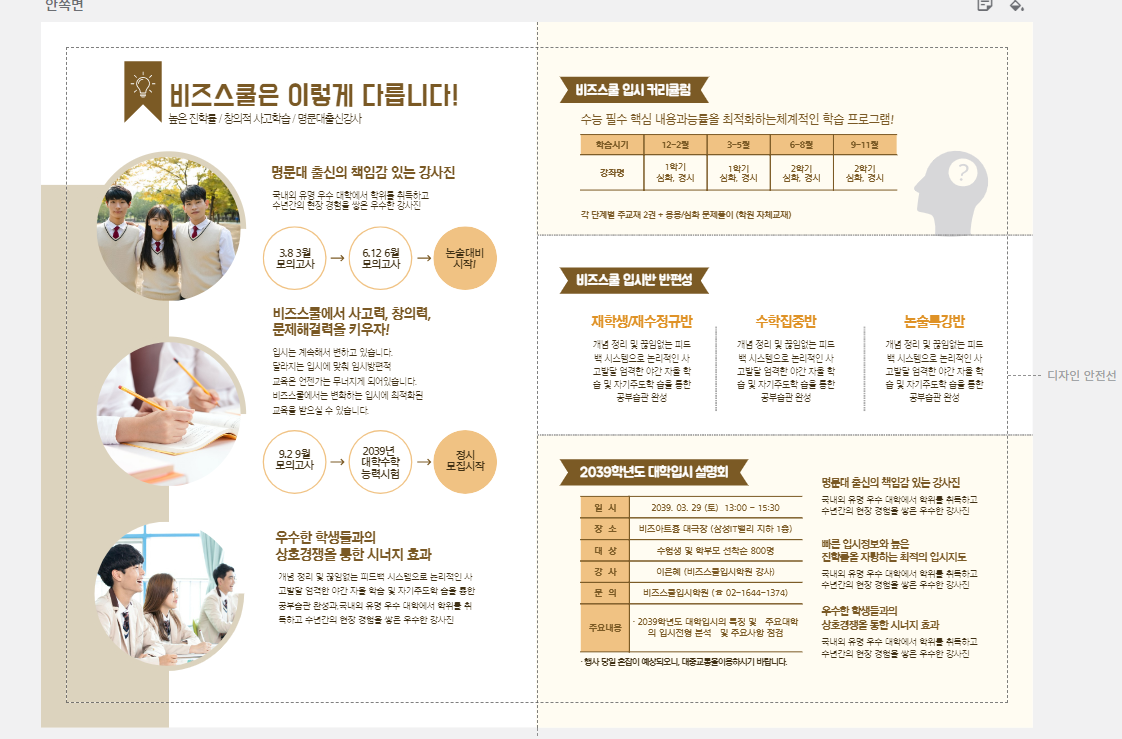 안쪽면
비즈스쿨은 이렇게 다릅니다!
높은 진학률 / 창의적 사고학습 / 명문대출신강사
명문대 출신의 책임감 있는 강사진
국내외 유명 우수 대학에서 학위를 취득하고
수년간의 현장 경험을 쌓은 우수한 강사진
3.8 3월
모의고사
6.12 6월
모의고사
논술대비
시작!
비즈스쿨에서 사고력, 창의력,
문제해결력을 키우자!
입시는 계속해서 변하고 있습니다.
달라지는 입시에 맞춰 입시방편적
교육은 언젠가는 무너지게 되어있습니다.
비즈스쿨에서는 변화하는 입시에 최적화된
교육을 받으실 수 있습니다.
9.2 9월
모의고사
2039년
대학수학
능력시험
정시
모집시작
우수한 학생들과의
상호경쟁을 통한 시너지 효과
개념 정리 및 끊임없는 피드백 시스템으로 논리적인 사
고발달 엄격한 야간 자율 학습 및 자기주도학 습을 통한
공부습관 완성과,국내외 유명 우수 대학에서 학위를 취
득하고 수년간의 현장 경험을 쌓은 우수한 강사진
비즈스쿨 입시 커리큘럼
수능 필수 핵심 내용과능률을 최적화하는체계적인 학습 프로그램!
학습시기 12~2월 3~5월 6~8월 9~11월
강좌명 1학기 심화, 경시 1학기 심화, 경시 2학기 심화, 경시 2학기 심화, 경시
각 단계별 주교재 2권 + 응용/심화 문제풀이 (학원 자체교재)
?
비즈스쿨 입시반 반편성
재학생/재수정규반
개념 정리 및 끊임없는 피드
백 시스템으로 논리적인 사
고발달 엄격한 야간 자율 학
습 및 자기주도학 습을 통한
공부습관 완성
수학집중반
개념 정리 및 끊임없는 피드
백 시스템으로 논리적인 사
고발달 엄격한 야간 자율 학
습 및 자기주도학 습을 통한
공부습관 완성
논술특강반
개념 정리 및 끊임없는 피드
백 시스템으로 논리적인 사
고발달 엄격한 야간 자율 학
습 및 자기주도학 습을 통한
공부습관 완성
디자인 안전선
2039학년도 대학입시 설명회
일 시 2039. 03. 29 (토) 13:00 ~ 15:30
장 소 비즈아트홀 대극장 (삼성IT밸리 지하 1층)
대 상 수험생 및 학부모 선착순 800명
강 사 이은혜 (비즈스쿨입시학원 강사)
문 의 비즈스쿨입시학원 (☎ 02-1644-1374)
주요내용 · 2039학년도 대학입시의 특징 및 주요대학
의 입시전형 분석 및 주요사항 점검
· 행사 당일 혼잡이 예상되오니, 대중교통을이용하시기 바랍니다.
명문대 출신의 책임감 있는 강사진
국내외 유명 우수 대학에서 학위를 취득하고
수년간의 현장 경험을 쌓은 우수한 강사진
빠른 입시정보와 높은
진학률을 자랑하는 최적의 입시지도
국내외 유명 우수 대학에서 학위를 취득하고
수년간의 현장 경험을 쌓은 우수한 강사진
우수한 학생들과의
상호경쟁을 통한 시너지 효과
국내외 유명 우수 대학에서 학위를 취득하고
수년간의 현장 경험을 쌓은 우수한 강사진